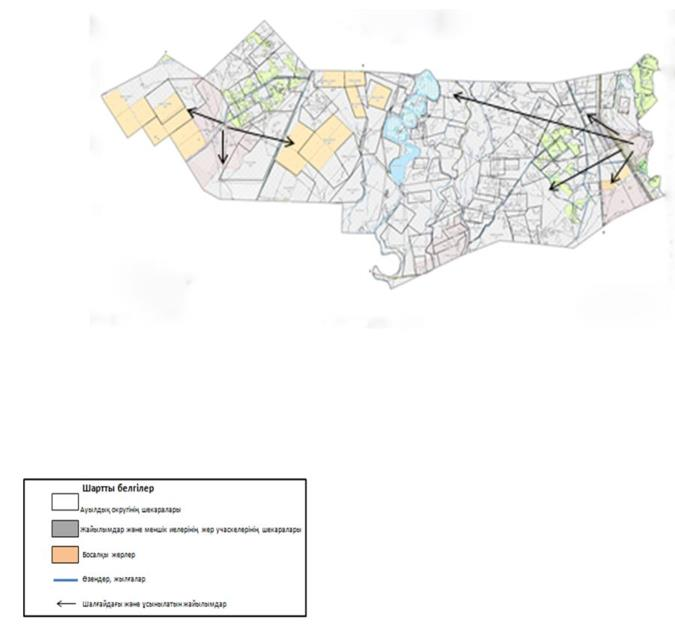 Шартты белгілер
Ауылдық округінің шекаралары
Жайылымдар және меншік иелерінің жер учаскелерінің шекаралары
Босалқы жерлер
Өзендер, жылғалар
Шалғайдағы және ұсынылатын жайылымдар